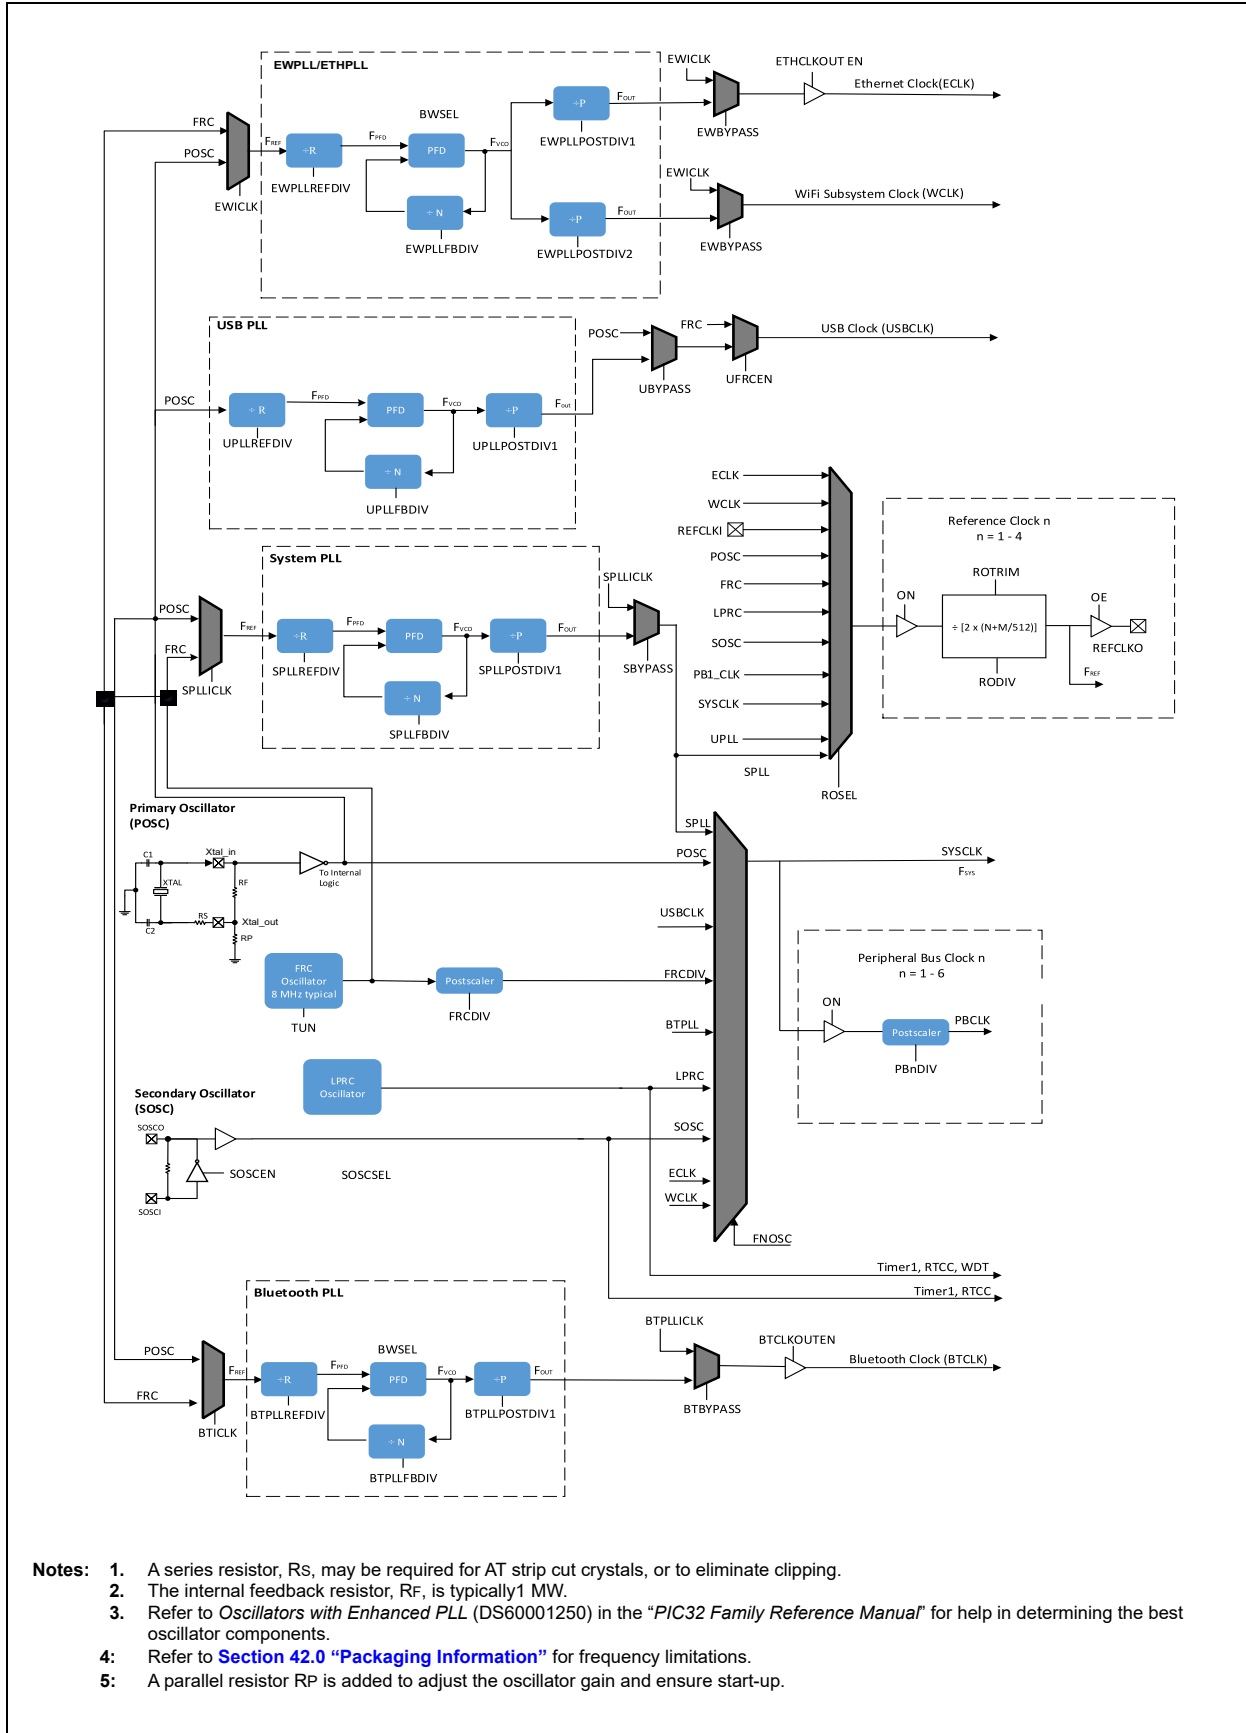 EWPLL/ETHPLL
BWSEL
FRC
POSC
EWICLK
FREF
÷R
EWPLLREFDIV
FPFD
PFD
FVCO
÷ N
EWPLLFBDIV
÷P
EWPLLPOSTDIV1
FOUT
÷P
EWPLLPOSTDIV2
FOUT
EWICLK
EWBYPASS
ETHCLKOUT EN
Ethernet Clock(ECLK)
EWICLK
EWBYPASS
WiFi Subsystem Clock (WCLK)
USB PLL
POSC
÷ R
UPLLREFDIV
FPFD
PFD
FVCO
÷ N
UPLLFBDIV
÷P
UPLLPOSTDIV1
Fout
POSC
UBYPASS
FRC
UFRCEN
USB Clock (USBCLK)
System PLL
POSC
FRC
SPLLICLK
FREF
÷R
SPLLREFDIV
FPFD
PFD
FVCO
÷ N
SPLLFBDIV
÷P
SPLLPOSTDIV1
FOUT
SPLLICLK
SBYPASS
ECLK
WCLK
REFCLKI
POSC
FRC
LPRC
SOSC
PB1_CLK
SYSCLK
UPLL
SPLL
ROSEL
Reference Clock n
n = 1 - 4
ROTRIM
ON
÷ [2 x (N+M/512)]
RODIV
OE
REFCLKO
FREF
Primary Oscillator
(POSC)
C1
Xtal_in
XTAL
RF
To Internal
Logic
C2
RS
Xtal_out
RP
FRC
Oscillator
8 MHz typical
TUN
Postscaler
FRCDIV
LPRC
Oscillator
Secondary Oscillator
(SOSC)
SOSCO
SOSCI
SOSCEN
SOSCSEL
SPLL
POSC
USBCLK
FRCDIV
BTPLL
LPRC
SOSC
ECLK
WCLK
FNOSC
SYSCLK
FSYS
Peripheral Bus Clock n
n = 1 - 6
ON
Postscaler
PBnDIV
PBCLK
Timer1, RTCC, WDT
Timer1, RTCC
Bluetooth PLL
BWSEL
POSC
FRC
BTICLK
FREF
÷R
BTPLLREFDIV
FPFD
PFD
FVCO
÷ N
BTPLLFBDIV
÷P
BTPLLPOSTDIV1
FOUT
BTPLLICLK
BTBYPASS
BTCLKOUTEN
Bluetooth Clock (BTCLK)
Notes: 1. A series resistor, RS, may be required for AT strip cut crystals, or to eliminate clipping.
2. The internal feedback resistor, RF, is typically1 MW.
3. Refer to Oscillators with Enhanced PLL (DS60001250) in the “PIC32 Family Reference Manual” for help in determining the best
oscillator components.
4: Refer to Section 42.0 “Packaging Information” for frequency limitations.
5: A parallel resistor RP is added to adjust the oscillator gain and ensure start-up.